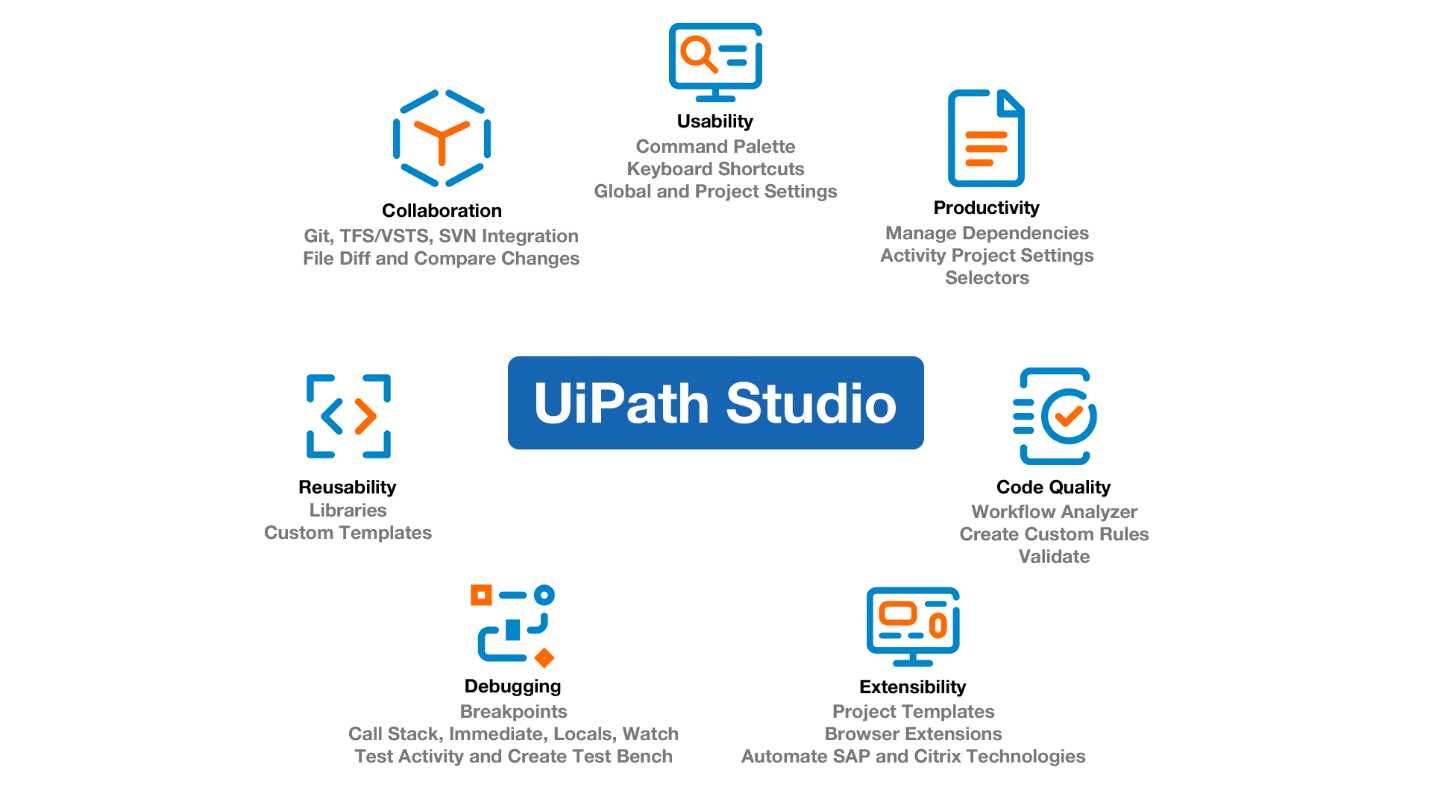 Usability
Command Palette
Keyboard Shortcuts
Global and Project Settings
Collaboration
Git, TFS/VSTS, SVN Integration
File Diff and Compare Changes
Productivity
Manage Dependencies
Activity Project Settings
Selectors
UiPath Studio
Reusability
Libraries
Custom Templates
Code Quality
Workflow Analyzer
Create Custom Rules
Validate
Debugging
Breakpoints
Call Stack, Immediate, Locals, Watch
Test Activity and Create Test Bench
Extensibility
Project Templates
Browser Extensions
Automate SAP and Citrix Technologies